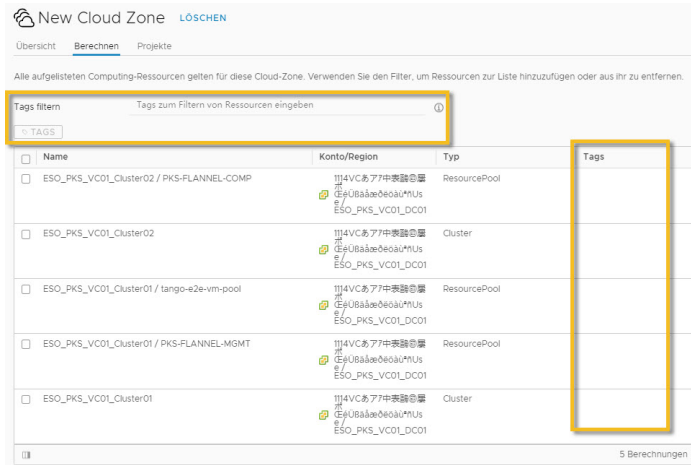 New Cloud Zone LÖSCHEN
Übersicht Berechnen Projekte
Alle aufgelisteten Computing-Ressourcen gelten für diese Cloud-Zone. Verwenden Sie den Filter, um Ressourcen zur Liste hinzuzufügen oder aus ihr zu entfernen.
Tags filtern Tags zum Filtern von Ressourcen eingeben
TAGS
Name Konto/Region Typ Tags
ESO_PKS_VC01_Cluster02 / PKS-FLANNEL-COMP ResourcePool
e /
ESO_PKS_VC01_DC01
ESO_PKS_VC01_Cluster02 Cluster
e /
ESO_PKS_VC01_DC01
ESO_PKS_VC01_Cluster01 / tango-e2e-vm-pool ResourcePool
e /
ESO_PKS_VC01_DC01
ESO_PKS_VC01_Cluster01 / PKS-FLANNEL-MGMT ResourcePool
e /
ESO_PKS_VC01_DC01
ESO_PKS_VC01_Cluster01 Cluster
e /
ESO_PKS_VC01_DC01
5 Berechnungen